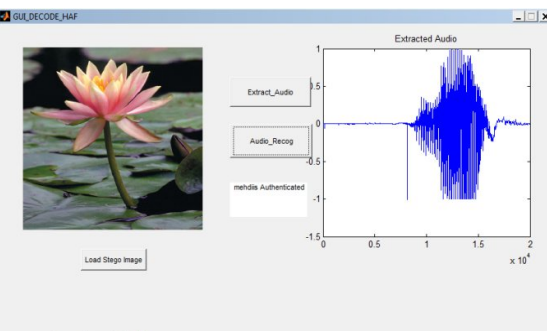 GUI_DECODE_HAF
Extract_Audio
Audio_Recog
mehdiis Authenticated
Load Stego Image
Extracted Audio
1
0.5
0
-0.5
-1
-1.5
0
0.5
1
1.5
2
x 10^4